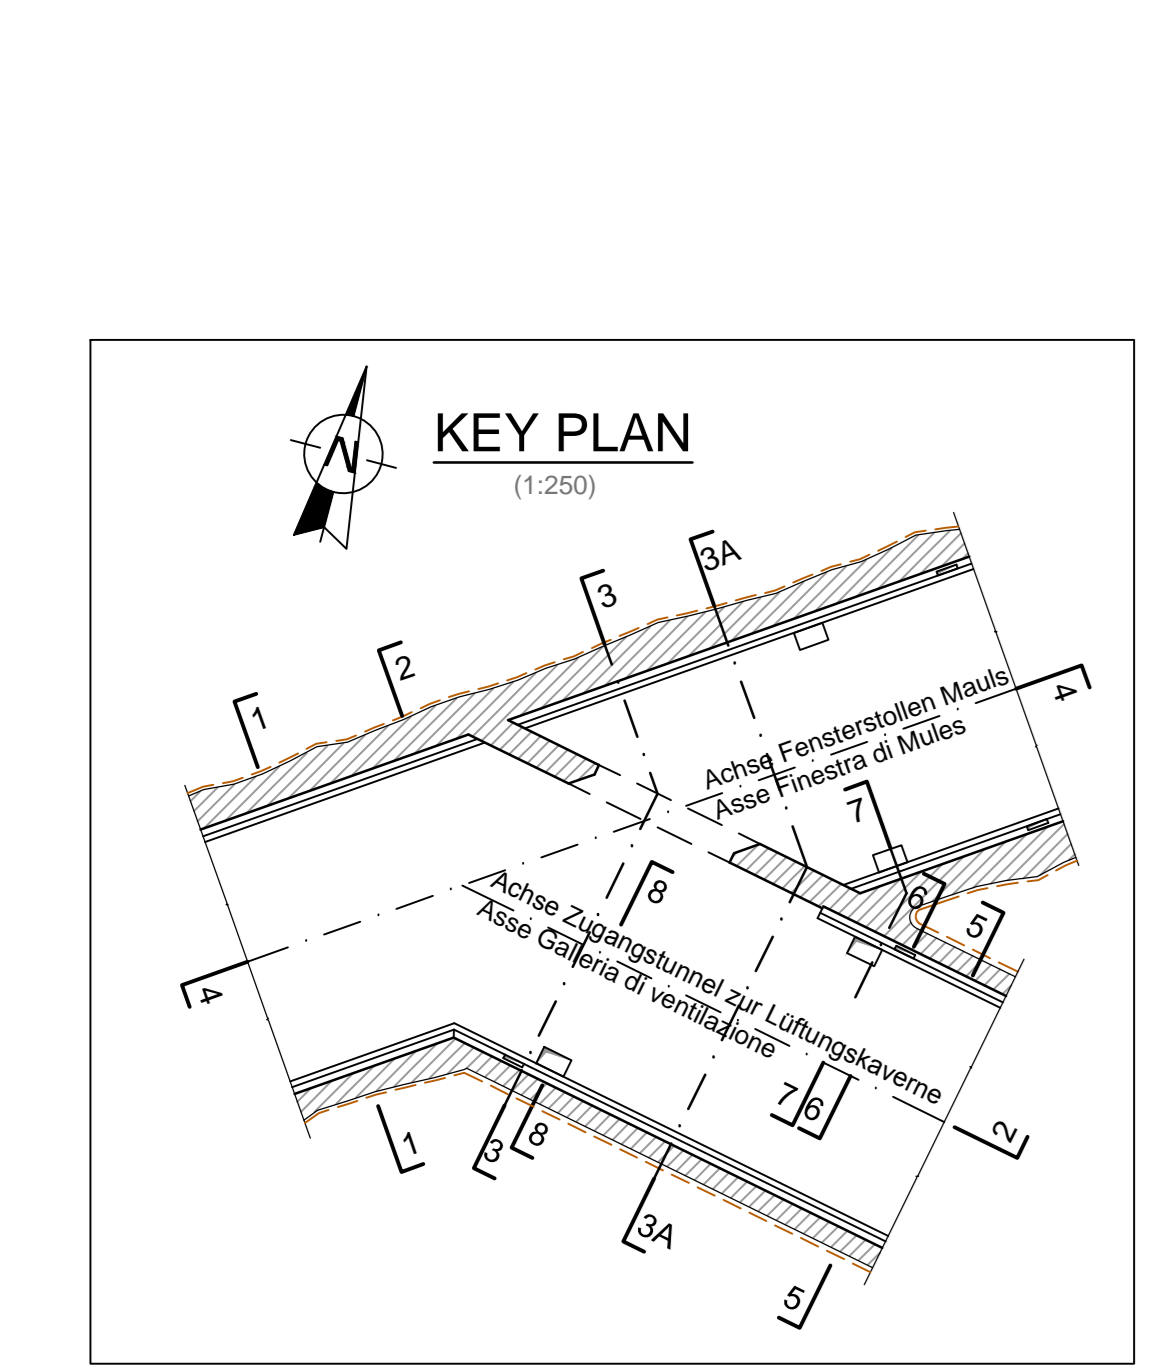 N
KEY PLAN
(1:250)
3A
3
2
1
4
Achse Fensterstollen Mauls
Asse Finestra di Mules
7
8
6
5
Achse Zugangstunnel zur Lüftungskaverne
Asse Galleria di ventilazione
4
7
6
2
1
3
8
3A
5